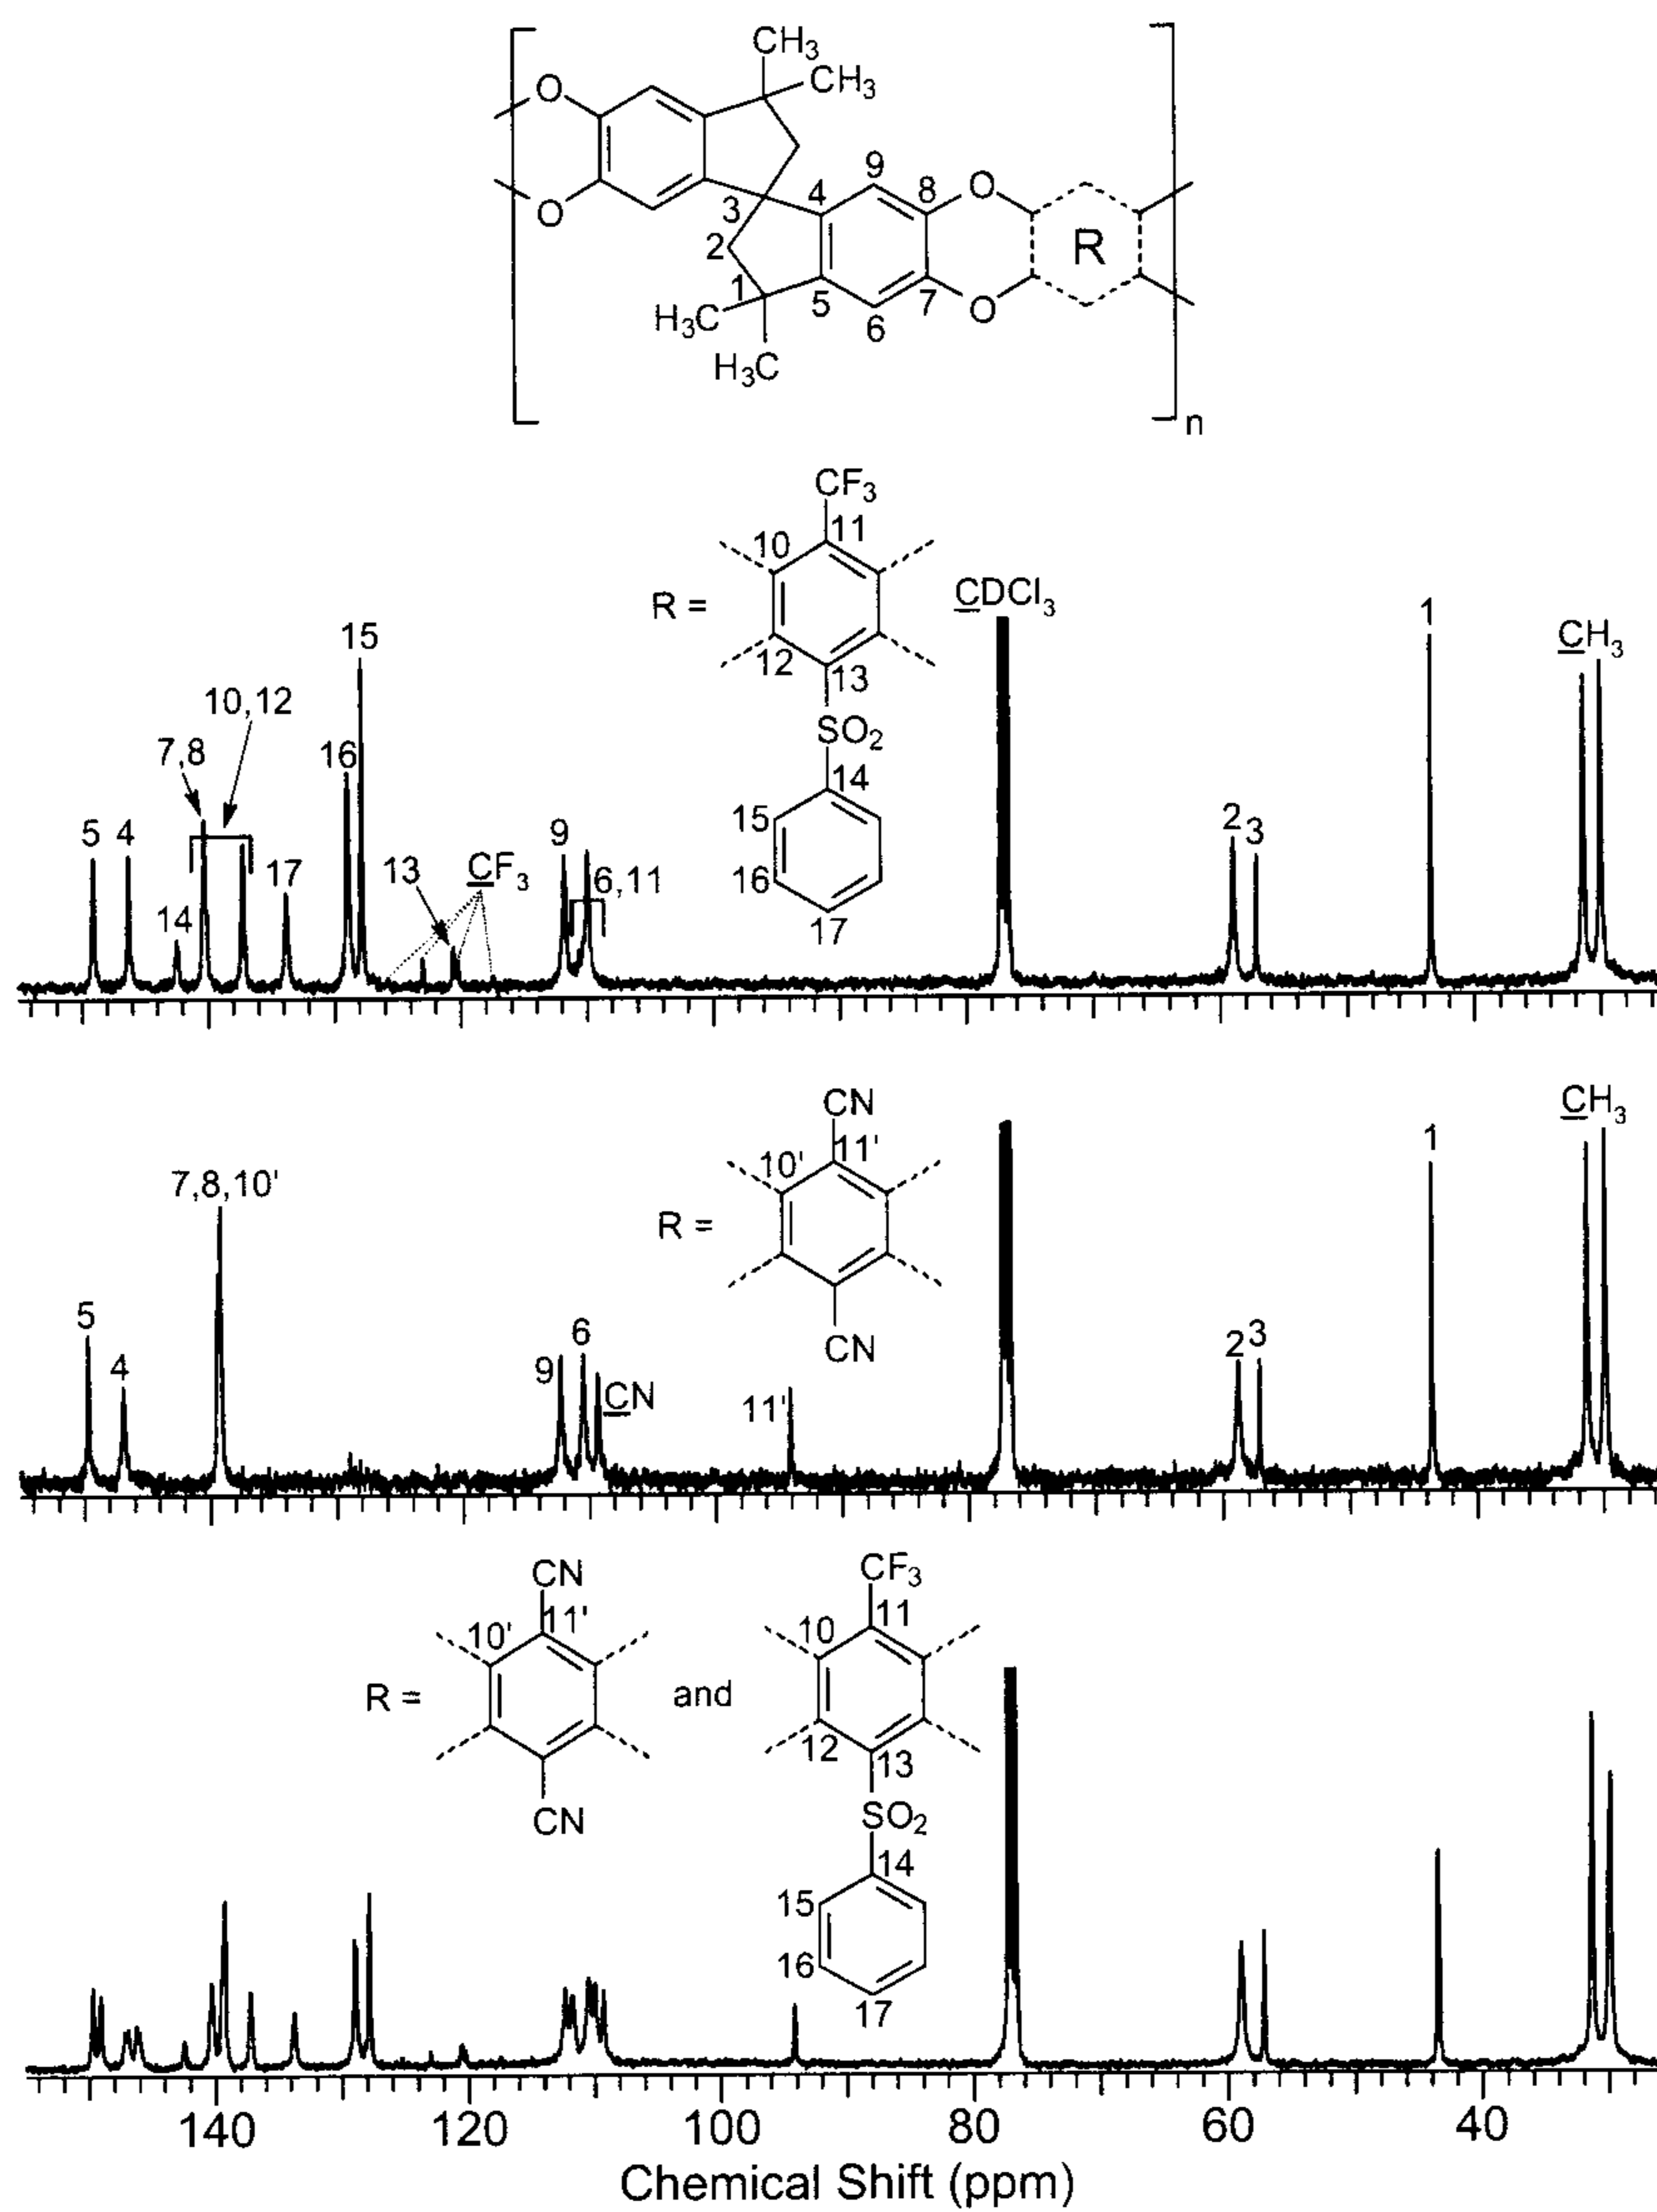 CH3
CH3
O
O
9
4
8
O
3
2
R
1
5
7
O
H3C
6
H3C
n
CF3
11
10
R =
CDCl3
12
13
SO2
14
15
16
17
15
10,12
7,8
16
5 4
14
17
13
CF3
9
6,11
2
3
1
CH3
CN
11'
10'
R =
CN
7,8,10'
5
4
9
6
CN
11'
2
3
1
CH3
CN
11'
10'
R =
CN
and
CF3
11
10
12
13
SO2
14
15
16
17
140 120 100 80 60 40
Chemical Shift (ppm)